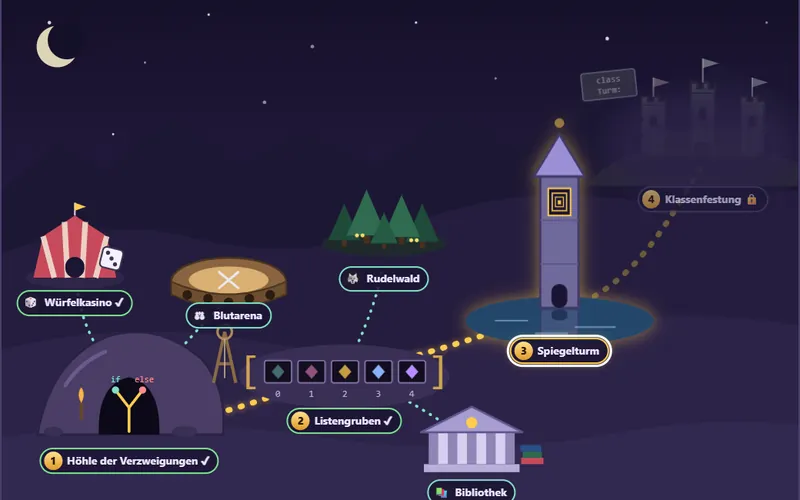 class
Turm:
4 Klassenfestung
Würfelkasino ✓
Blutarena
Rudelwald
3 Spiegelturm
if else
0 1 2 3 4
2 Listengruben ✓
1 Höhle der Verzweigungen ✓
Bibliothek